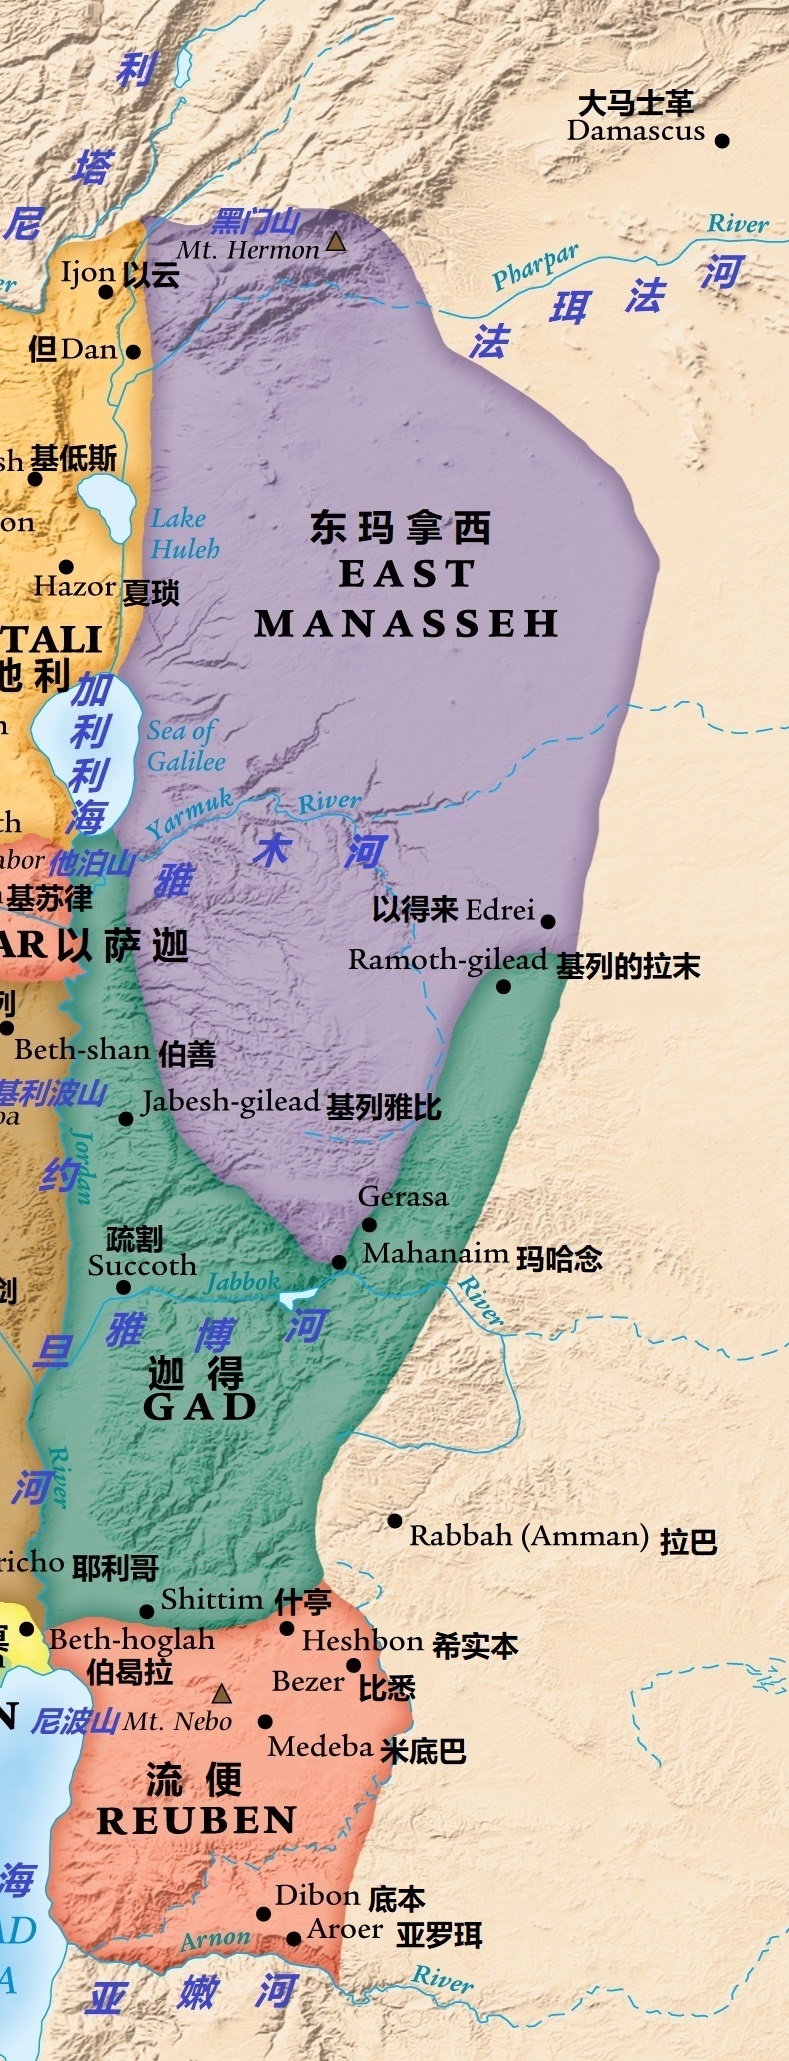 利
塔
尼
大马士革
Damascus
黑门山
Mt. Hermon
Pharpar
River
法 珥 法 河
er
Ijon 以云
但 Dan
sh 基低斯
on
Lake
Huleh
Hazor 夏琐
东玛拿西
EAST
MANASSEH
TALI
他利
加
利
利
海
Sea of
Galilee
th
Yarmuk River
雅 木 河
abor 他泊山
基苏律
AR 以萨迦
以得来 Edrei
Ramoth-gilead 基列的拉末
列
Beth-shan 伯善
基利波山
oa
Jabesh-gilead 基列雅比
Jordan
约
Gerasa
Mahanaim 玛哈念
疏割
Succoth
Jabbok
River
剑
旦
雅 博 河
迦得
GAD
River
河
Rabbah (Amman) 拉巴
richo 耶利哥
Shittim 什亭
Beth-hoglah
伯曷拉
Heshbon 希实本
Bezer 比悉
N
尼波山 Mt. Nebo
Medeba 米底巴
流便
REUBEN
海
AD
A
Dibon 底本
Aroer 亚罗珥
Arnon
River
亚 嫩 河